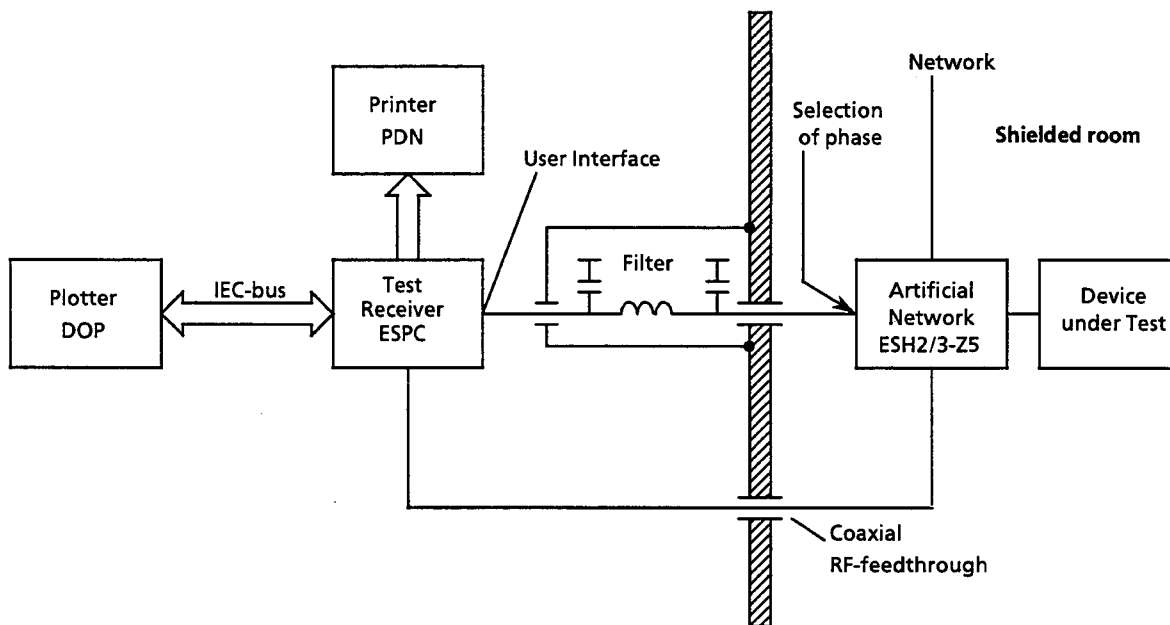 Network
Printer
PDN
Selection
of phase
Shielded room
User Interface
Filter
Plotter
DOP
IEC-bus
Test
Receiver
ESPC
Artificial
Network
ESH2/3-Z5
Device
under Test
Coaxial
RF-feedthrough